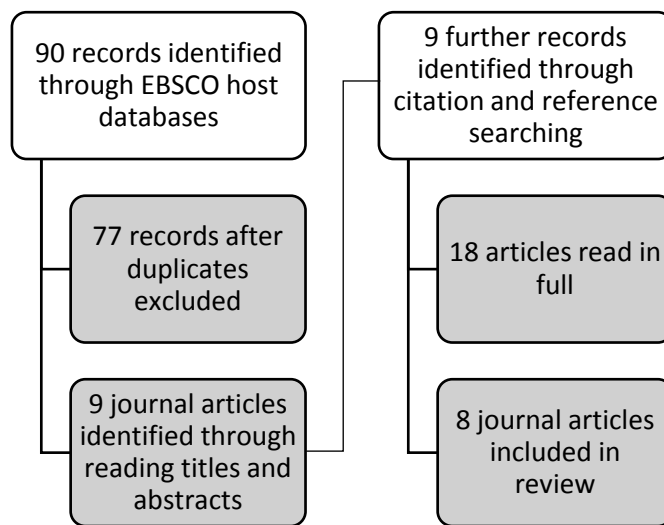 90 records identified
through EBSCO host
databases
77 records after
duplicates
excluded
9 journal articles
identified through
reading titles and
abstracts
9 further records
identified through
citation and reference
searching
18 articles read in
full
8 journal articles
included in
review